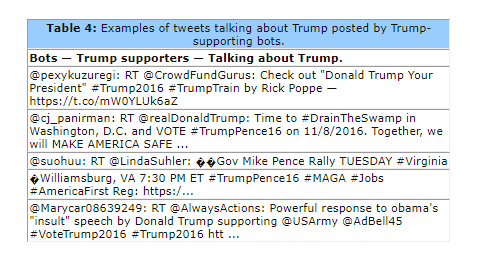 Table 4: Examples of tweets talking about Trump posted by Trump-
supporting bots.
Bots — Trump supporters — Talking about Trump.
@pexykuzuregi: RT @CrowdFundGurus: Check out "Donald Trump Your
President" #Trump2016 #TrumpTrain by Rick Poppe —
https://t.co/mW0YLUk6aZ
@cj_panirman: RT @realDonaldTrump: Time to #DrainTheSwamp in
Washington, D.C. and VOTE #TrumpPence16 on 11/8/2016. Together, we
will MAKE AMERICA SAFE ...
@suohuu: RT @LindaSuhler: ��Gov Mike Pence Rally TUESDAY #Virginia
�Williamsburg, VA 7:30 PM ET #TrumpPence16 #MAGA #Jobs
#AmericaFirst Reg: https:/...
@Marycar08639249: RT @AlwaysActions: Powerful response to obama's
"insult" speech by Donald Trump supporting @USArmy @AdBell45
#VoteTrump2016 #Trump2016 htt ...